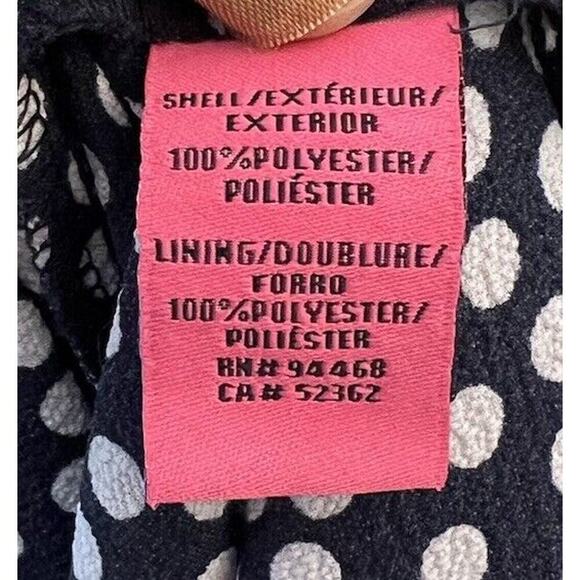 SHELL/EXTÉRIEUR/
EXTERIOR
100%POLYESTER/
POLIÉSTER
LINING/DOUBLURE/
FORRO
100%POLYESTER/
POLIÉSTER
RN# 94468
CA# 52362